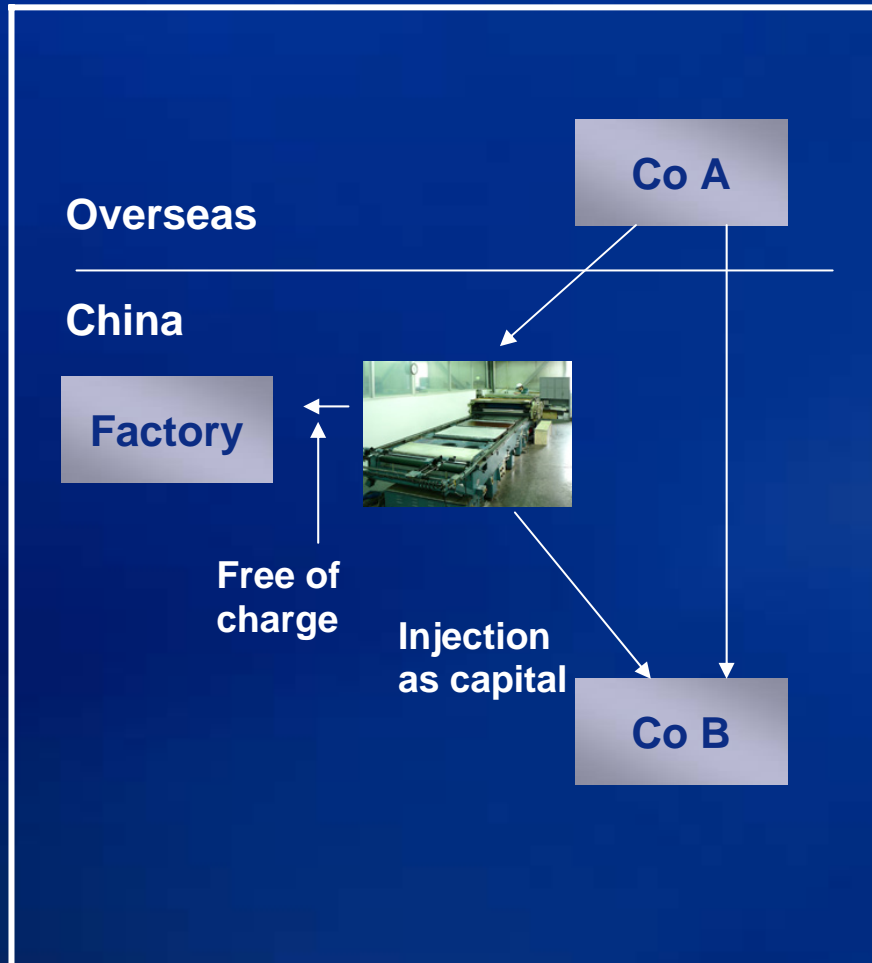 Co A
Overseas
China
Factory
Free of
charge
Injection
as capital
Co B